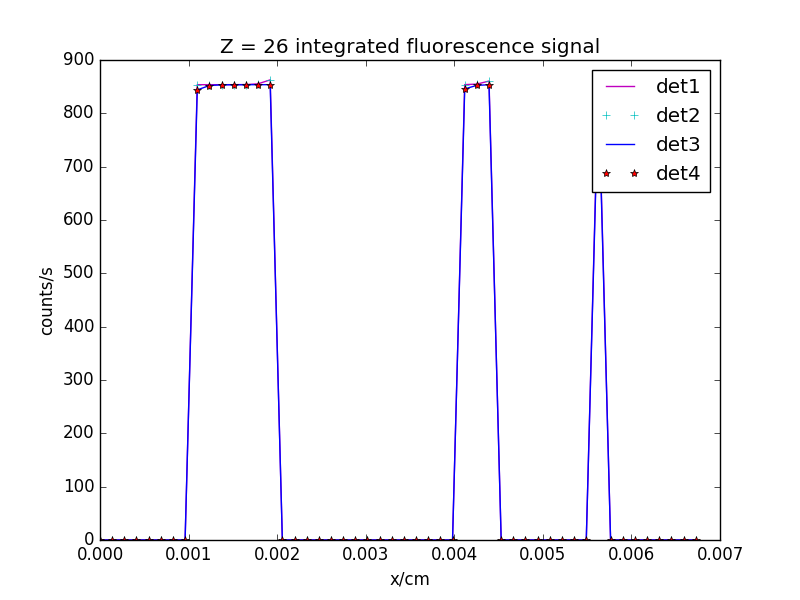 Z = 26 integrated fluorescence signal
900
800
700
600
500
400
300
200
100
0
counts/s
det1
det2
det3
det4
0.000 0.001 0.002 0.003 0.004 0.005 0.006 0.007
x/cm